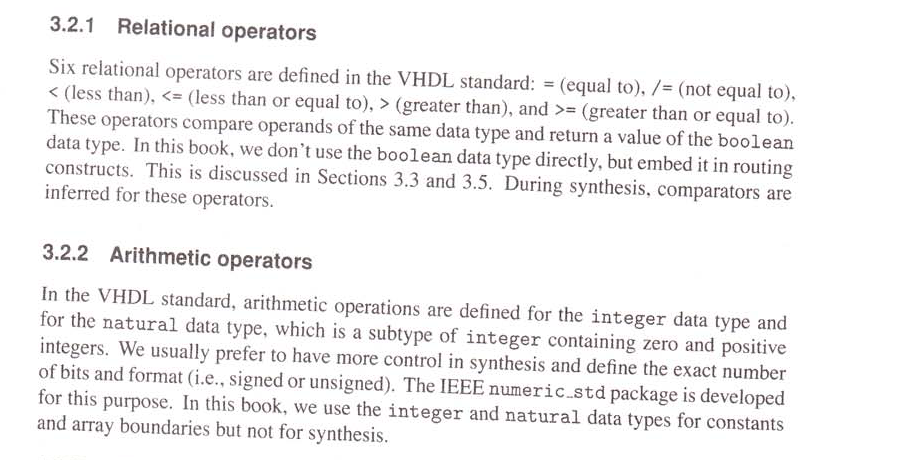 3.2.1 Relational operators
Six relational operators are defined in the VHDL standard: = (equal to), /= (not equal to),
< (less than), <= (less than or equal to), > (greater than), and >= (greater than or equal to).
These operators compare operands of the same data type and return a value of the boolean
data type. In this book, we don't use the boolean data type directly, but embed it in routing
constructs. This is discussed in Sections 3.3 and 3.5. During synthesis, comparators are
inferred for these operators.
3.2.2 Arithmetic operators
In the VHDL standard, arithmetic operations are defined for the integer data type and
for the natural data type, which is a subtype of integer containing zero and positive
integers. We usually prefer to have more control in synthesis and define the exact number
of bits and format (i.e., signed or unsigned). The IEEE numeric_std package is developed
for this purpose. In this book, we use the integer and natural data types for constants
and array boundaries but not for synthesis.